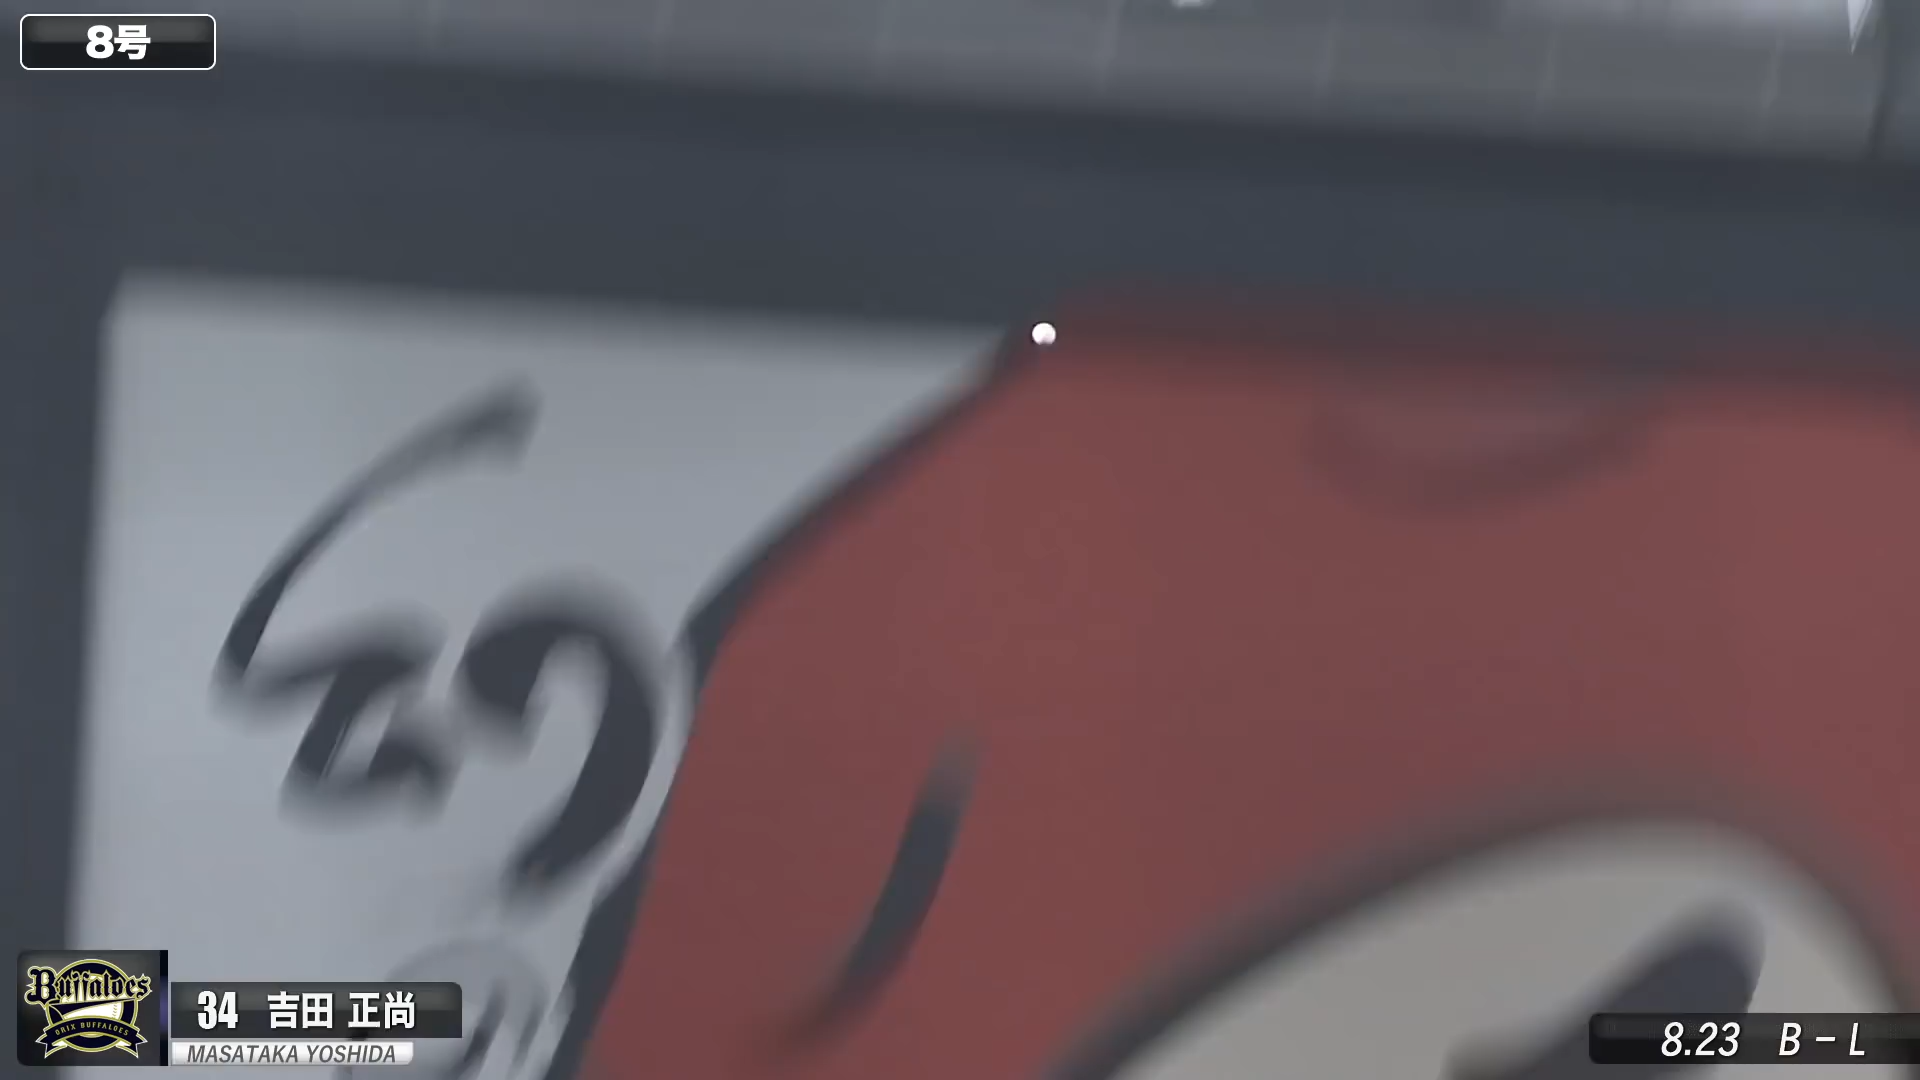 8号
Buffaloes
ORIX BUFFALOES
34 吉田 正尚
MASATAKA YOSHIDA
8.23 B - L